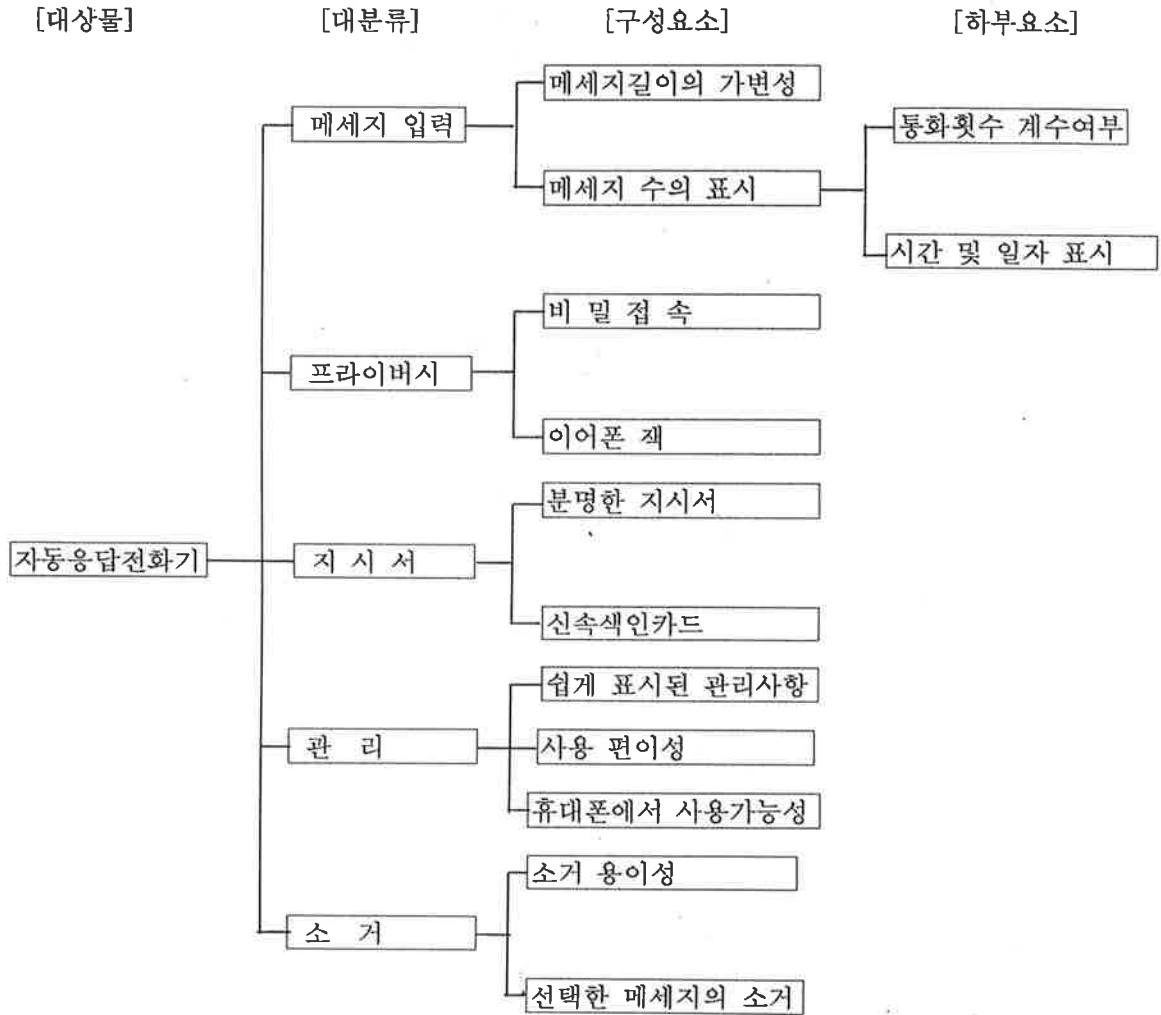 [대상물] [대분류] [구성요소] [하부요소]
메세지길이의 가변성
메세지 입력
통화횟수 계수여부
메세지 수의 표시
시간 및 일자 표시
비 밀 접 속
프라이버시
이어폰 잭
분명한 지시서
자동응답전화기
지 시 서
신속색인카드
쉽게 표시된 관리사항
관 리
사용 편이성
휴대폰에서 사용가능성
소거 용이성
소 거
선택한 메세지의 소거